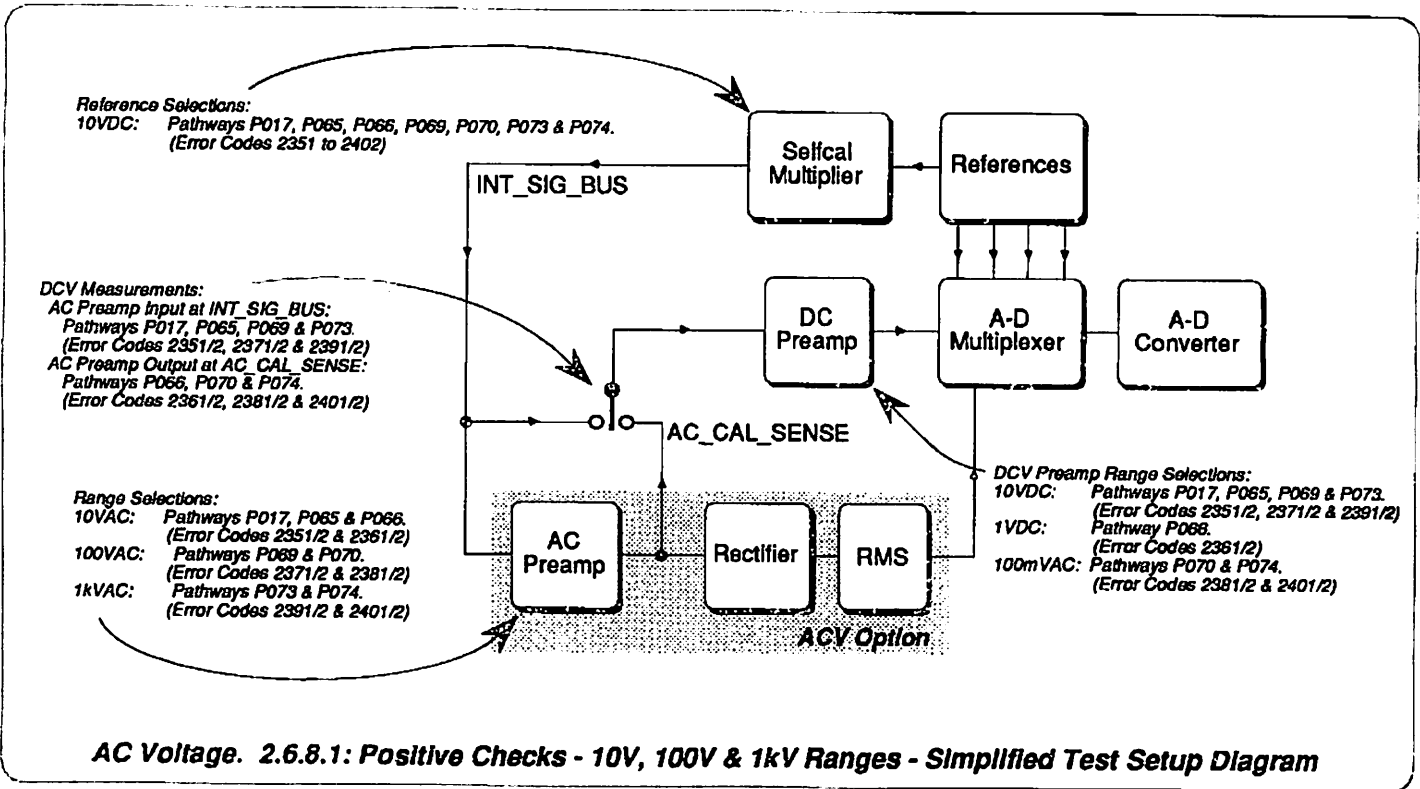 Reference Selections:
10VDC: Pathways P017, P065, P066, P069, P070, P073 & P074.
(Error Codes 2351 to 2402)
Selfcal
Multiplier
References
INT_SIG_BUS
DCV Measurements:
AC Preamp Input at INT_SIG_BUS:
Pathways P017, P065, P069 & P073.
(Error Codes 2351/2, 2371/2 & 2391/2)
AC Preamp Output at AC_CAL_SENSE:
Pathways P066, P070 & P074.
(Error Codes 2361/2, 2381/2 & 2401/2)
DC
Preamp
A-D
Multiplexer
A-D
Converter
AC_CAL_SENSE
Range Selections:
10VAC: Pathways P017, P065 & P066.
(Error Codes 2351/2 & 2361/2)
100VAC: Pathways P069 & P070.
(Error Codes 2371/2 & 2381/2)
1kVAC: Pathways P073 & P074.
(Error Codes 2391/2 & 2401/2)
AC
Preamp
Rectifier
RMS
ACV Option
DCV Preamp Range Selections:
10VDC: Pathways P017, P065, P069 & P073.
(Error Codes 2351/2, 2371/2 & 2391/2)
1VDC: Pathway P066.
(Error Codes 2361/2)
100mVAC: Pathways P070 & P074.
(Error Codes 2381/2 & 2401/2)
AC Voltage. 2.6.8.1: Positive Checks - 10V, 100V & 1kV Ranges - Simplified Test Setup Diagram